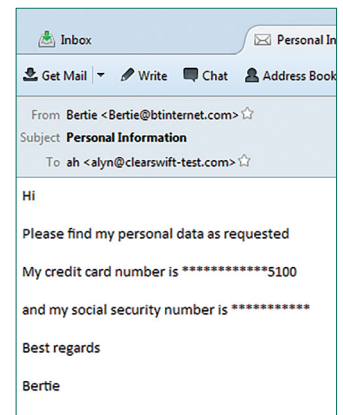 Inbox
Personal In
Get Mail Write Chat Address Book
From Bertie <Bertie@btinternet.com>
Subject Personal Information
To ah <alyn@clearswift-test.com>
Hi
Please find my personal data as requested
My credit card number is ************5100
and my social security number is ***********
Best regards
Bertie